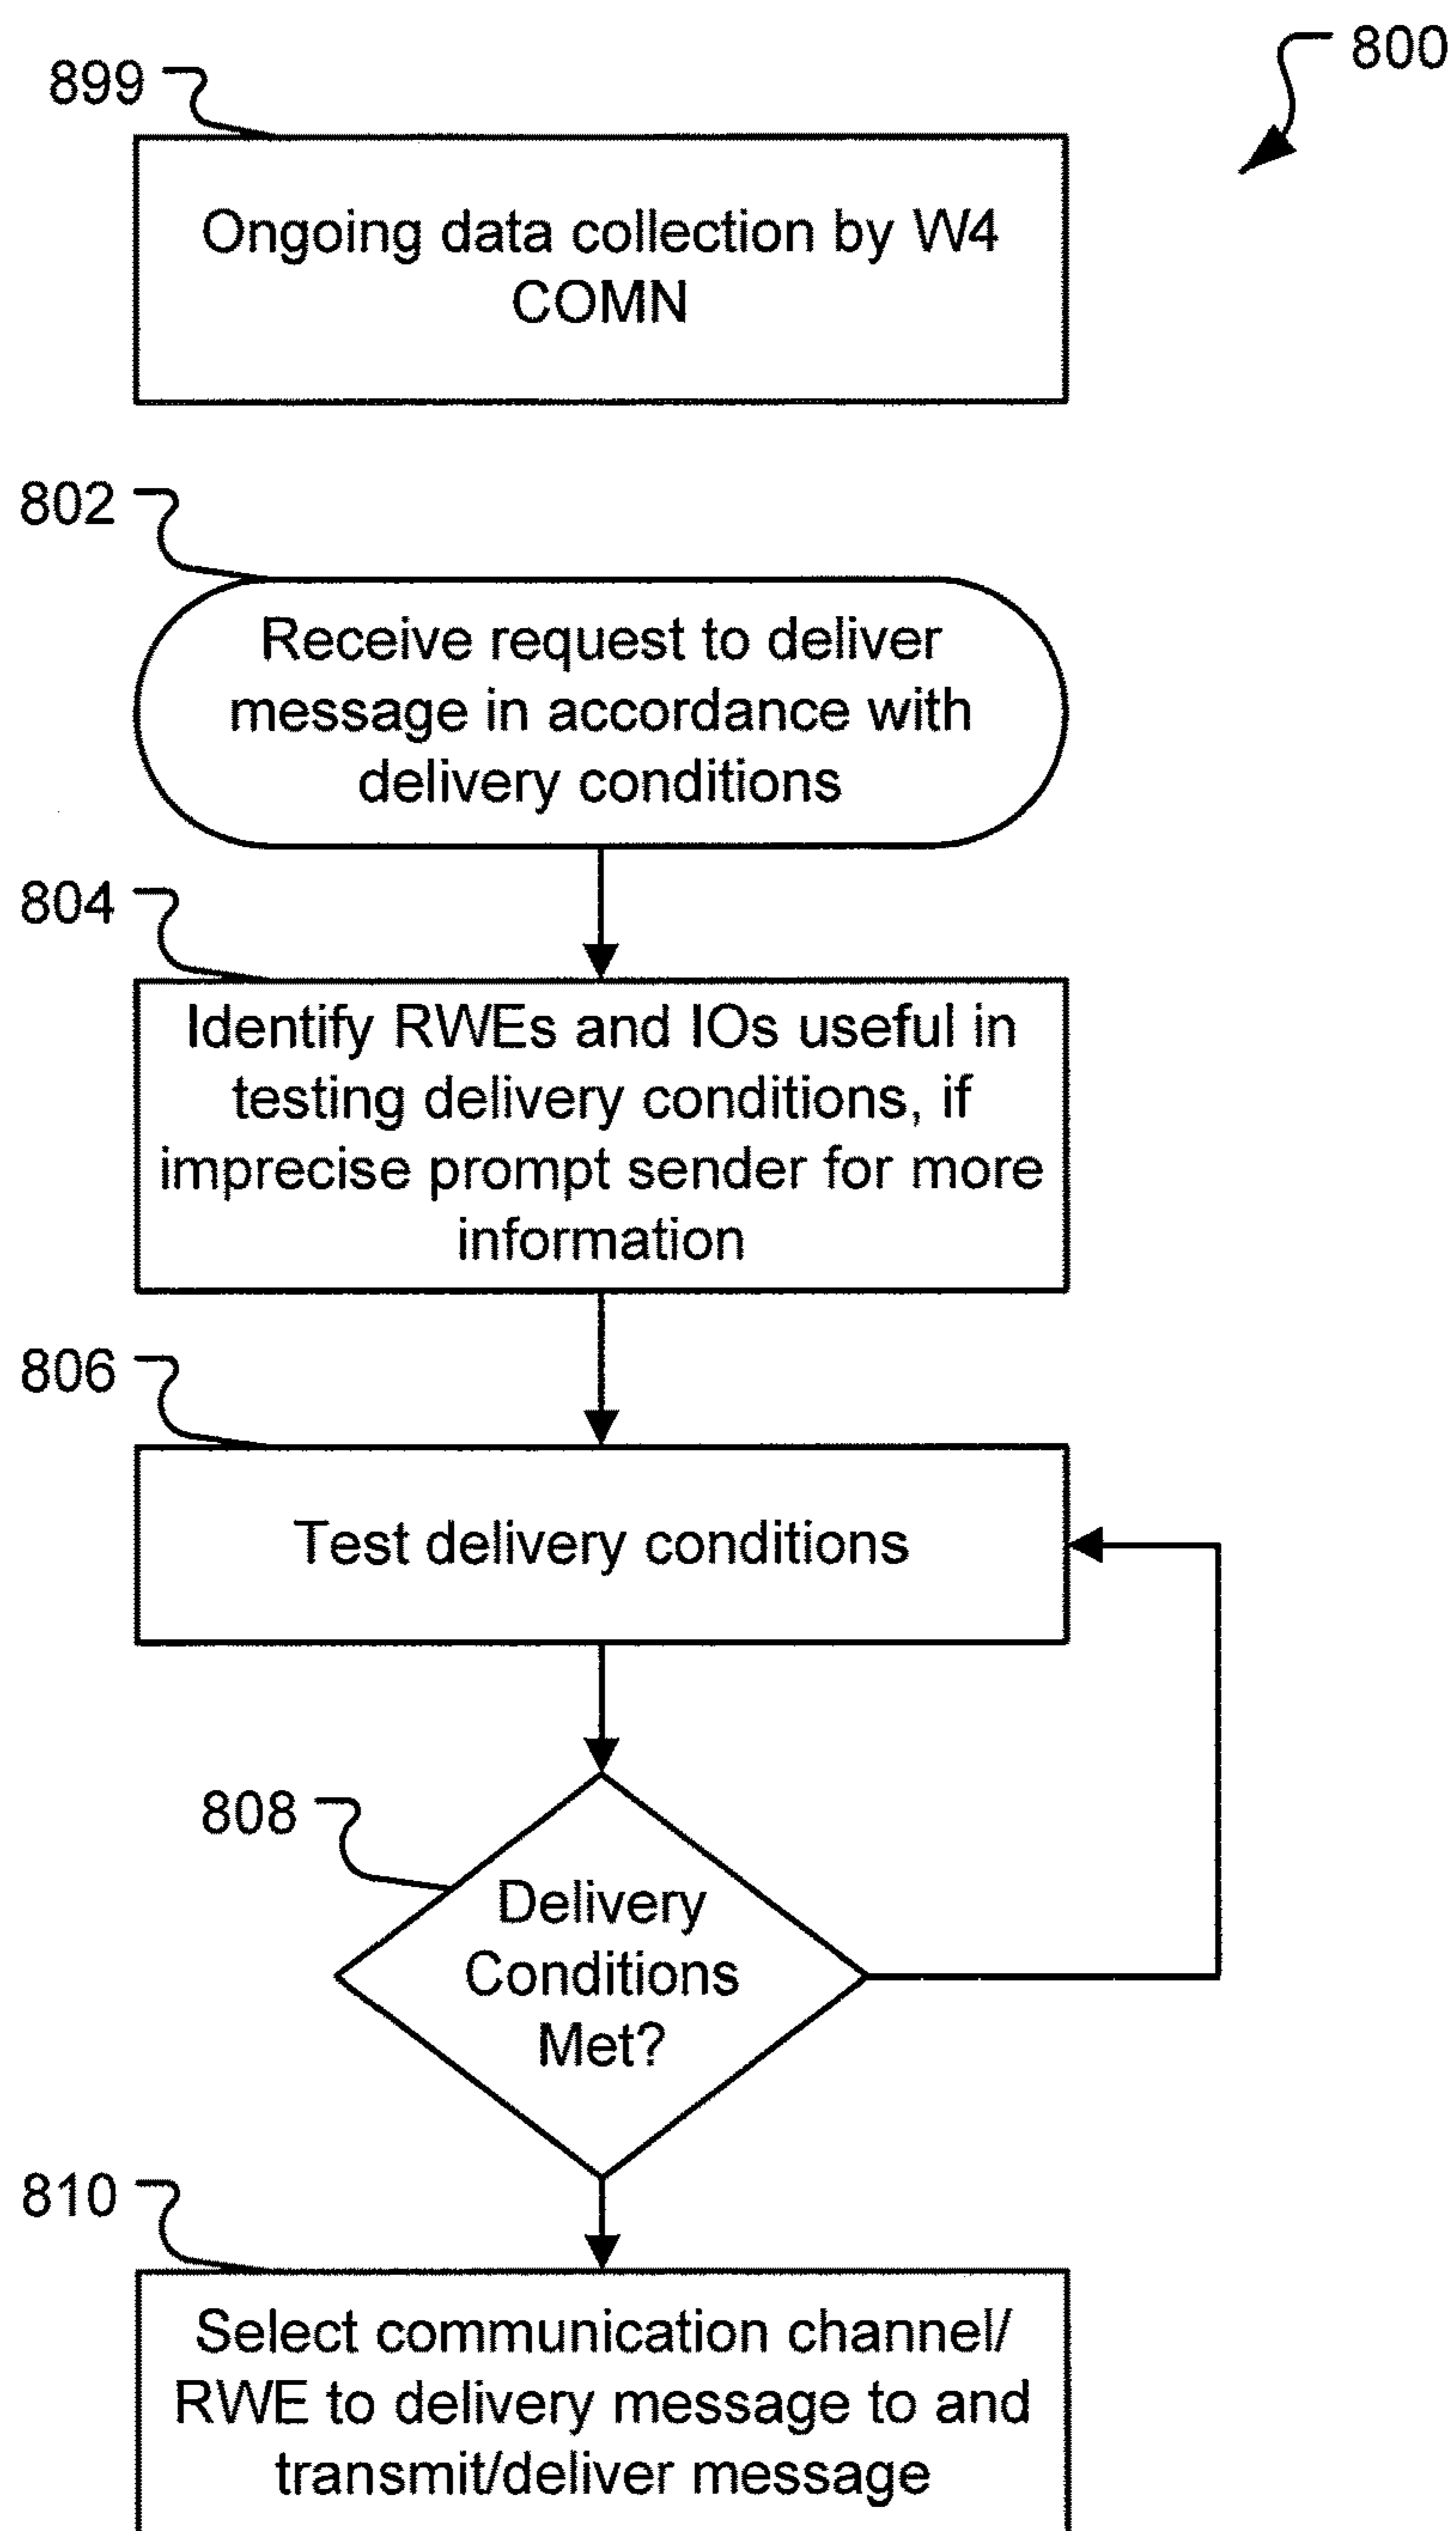 800
899
Ongoing data collection by W4
COMN
802
Receive request to deliver
message in accordance with
delivery conditions
804
Identify RWEs and IOs useful in
testing delivery conditions, if
imprecise prompt sender for more
information
806
Test delivery conditions
808
Delivery
Conditions
Met?
810
Select communication channel/
RWE to delivery message to and
transmit/deliver message